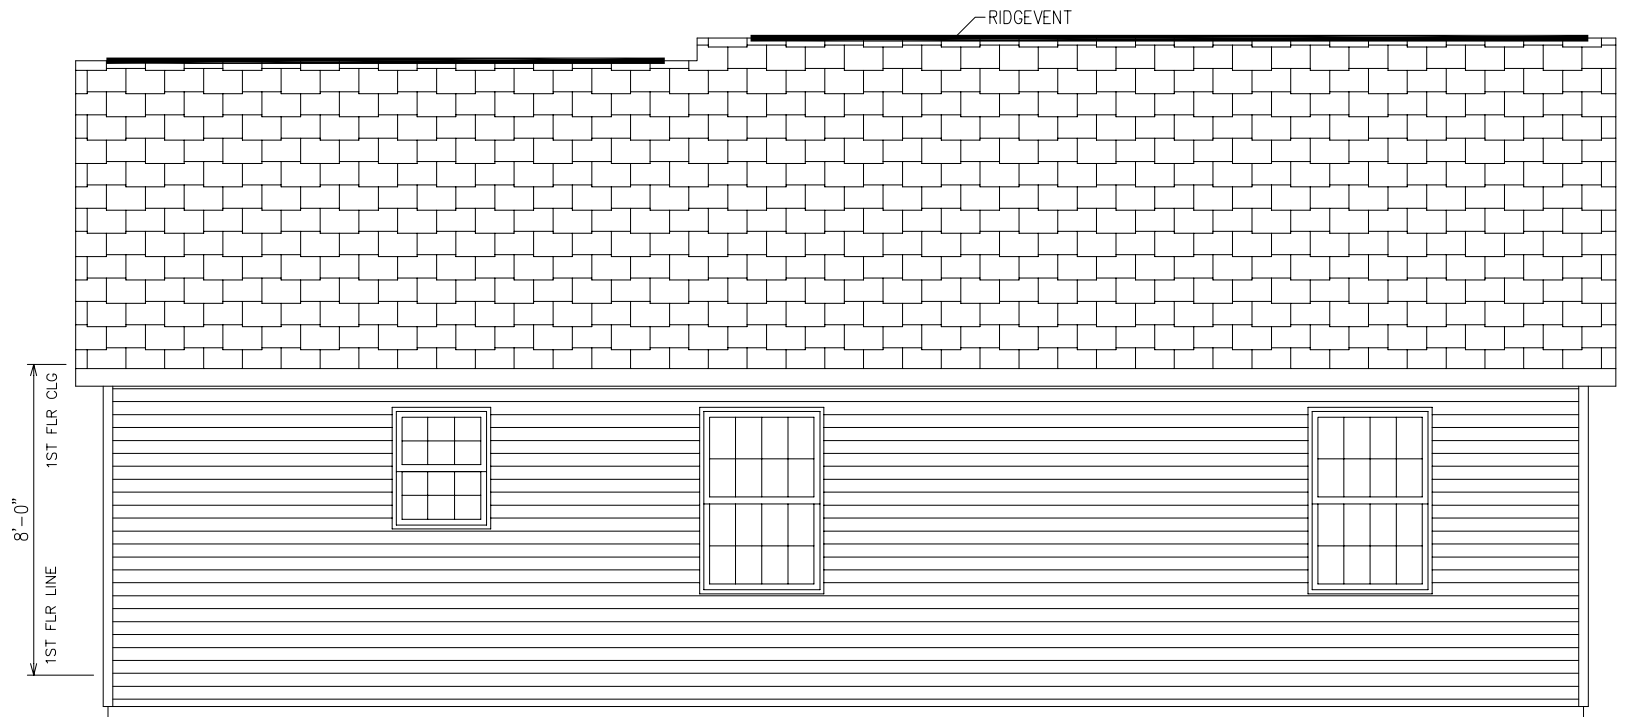 RIDGEVENT
1ST FLR CLG
8'-0"
1ST FLR LINE